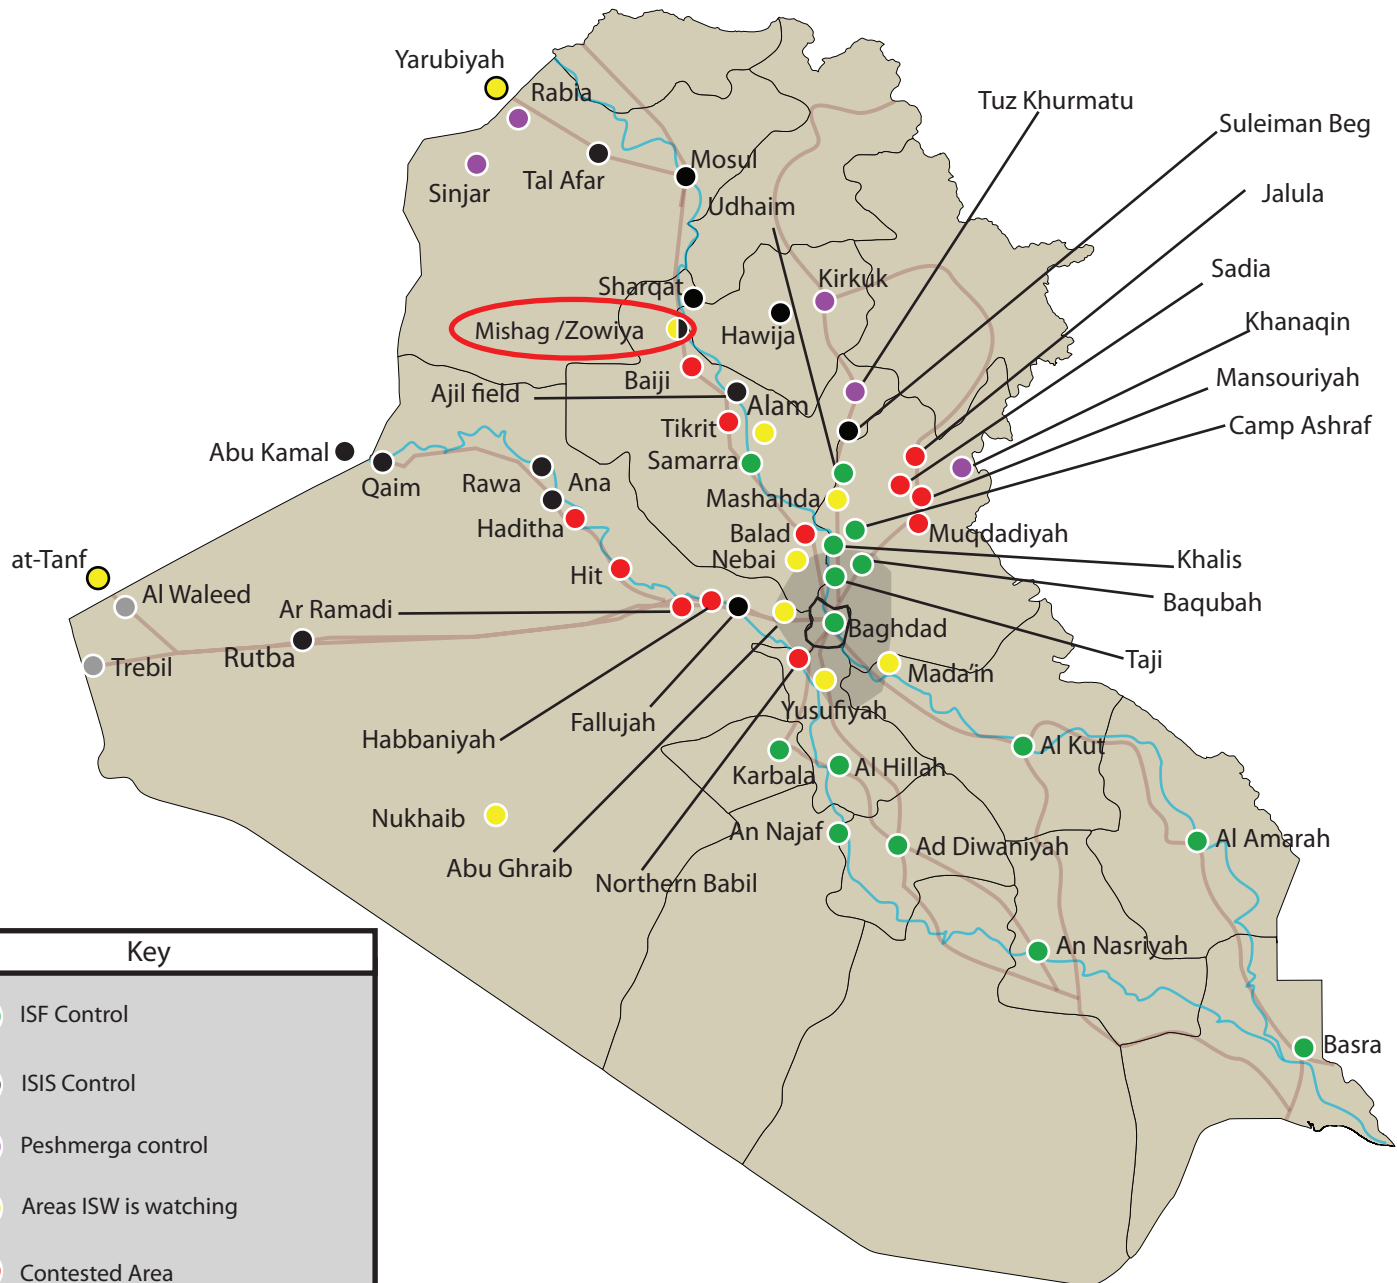 Yarubiyah
Rabia
Tuz Khurmatu
Suleiman Beg
Mosul
Tal Afar
Sinjar
Udhaim
Jalula
Sadia
Kirkuk
Sharqat
Khanaqin
Mishag /Zowiya
Hawija
Baiji
Mansouriyah
Ajil field
Alam
Camp Ashraf
Tikrit
Abu Kamal
Samarra
Qaim
Rawa
Ana
Mashahda
Haditha
Balad
Muqdadiyah
Nebai
at-Tanf
Khalis
Hit
Al Waleed
Baqubah
Ar Ramadi
Baghdad
Rutba
Taji
Trebil
Mada'in
Yusufiyah
Fallujah
Habbaniyah
Al Kut
Karbala
Al Hillah
Nukhaib
An Najaf
Ad Diwaniyah
Al Amarah
Abu Ghraib
Northern Babil
An Nasriyah
Basra
Key
ISF Control
ISIS Control
Peshmerga control
Areas ISW is watching
Contested Area